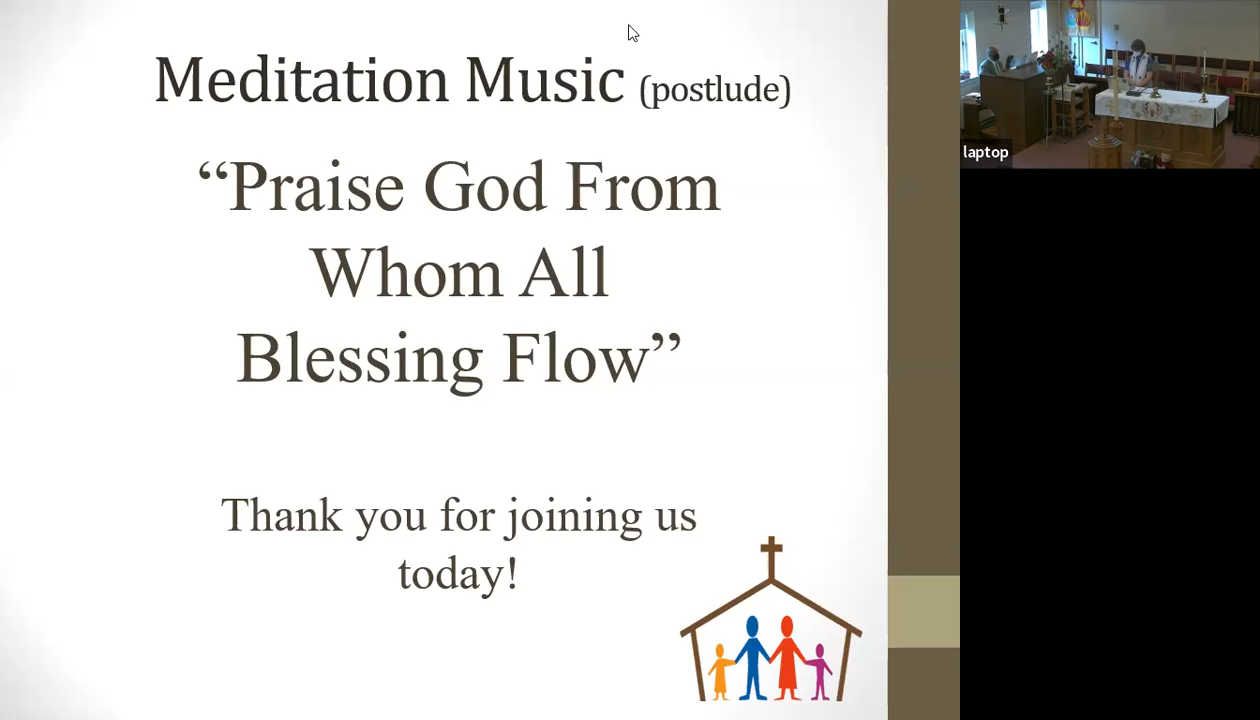 Meditation Music (postlude)
“Praise God From
Whom All
Blessing Flow”
Thank you for joining us
today!
laptop